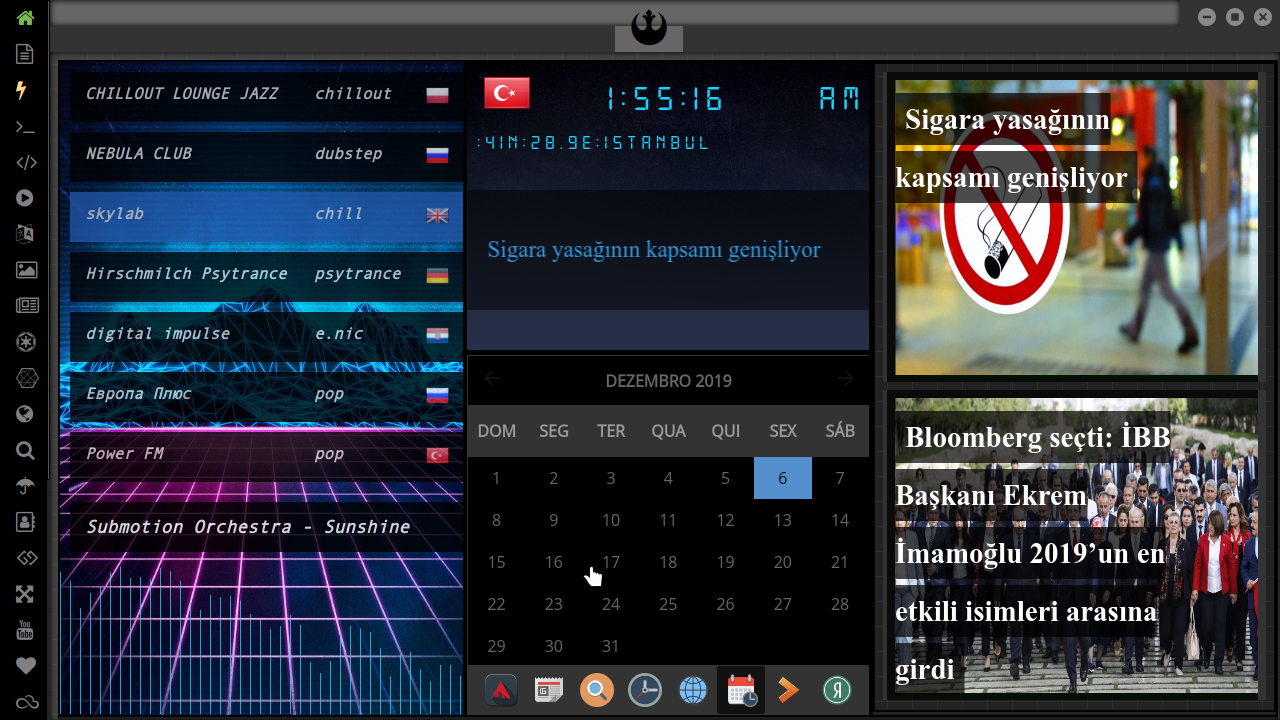 CHILLOUT LOUNGE JAZZ chillout
NEBULA CLUB dubstep
skylab chill
Hirschmilch Psytrance psytrance
digital impulse e.nic
Европа Плюс pop
Power FM pop
Submotion Orchestra - Sunshine
1:55:16 AM
:41N:28.9E:ISTANBUL
Sigara yasağının kapsamı genişliyor
DEZEMBRO 2019
DOM SEG TER QUA QUI SEX SÁB
1 2 3 4 5 6 7
8 9 10 11 12 13 14
15 16 17 18 19 20 21
22 23 24 25 26 27 28
29 30 31
Sigara yasağının
kapsamı genişliyor
Bloomberg seçti: İBB
Başkanı Ekrem
İmamoğlu 2019’un en
etkili isimleri arasına
girdi
You
Tube
Я